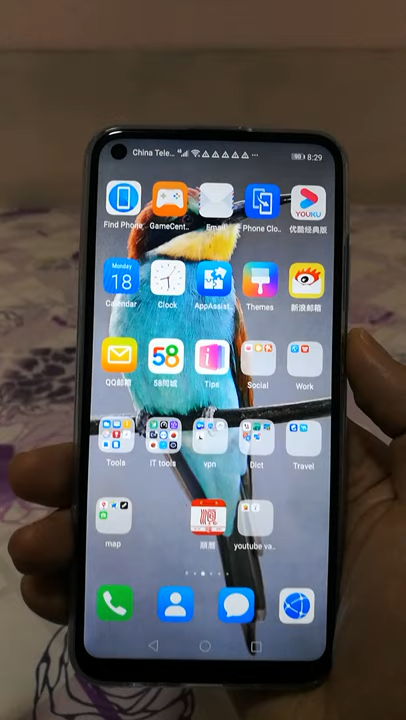 China Tele... 8:29
Find Phone GameCent.. Email Phone Clo.. 优酷经典版
YOUKU
Monday
18
Calendar Clock AppAssist.. Themes 新浪邮箱
58
QQ邮箱 58同城 Tips Social Work
Tools IT tools vpn Dict Travel
map 順曆 youtube va..